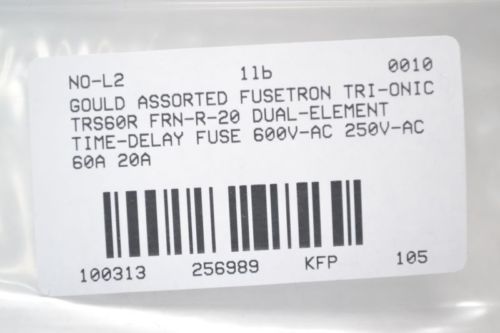 NO-L2 1lb 0010
GOULD ASSORTED FUSETRON TRI-ONIC
TRS60R FRN-R-20 DUAL-ELEMENT
TIME-DELAY FUSE 600V-AC 250V-AC
60A 20A
100313 256989 KFP 105